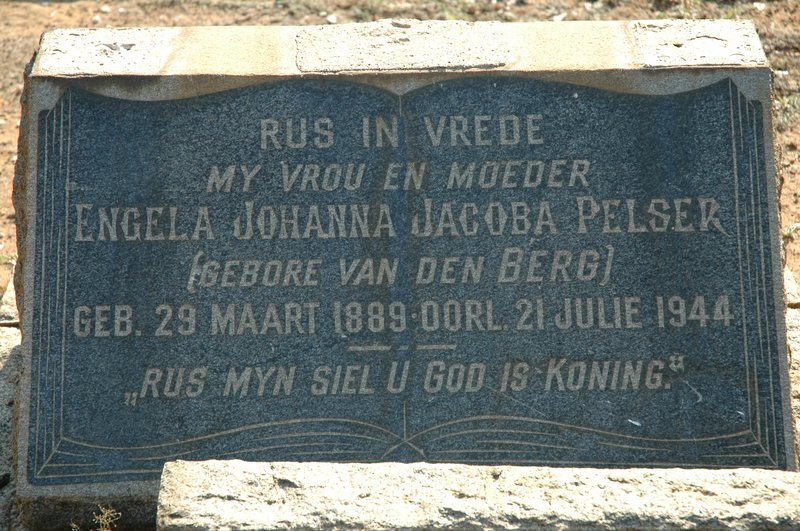 RUS IN VREDE
MY VROU EN MOEDER
ENGELA JOHANNA JACOBA PELSER
(GEBORE VAN DEN BERG)
GEB. 29 MAART 1889·OORL. 21 JULIE 1944
„RUS MYN SIEL U GOD IS KONING.“